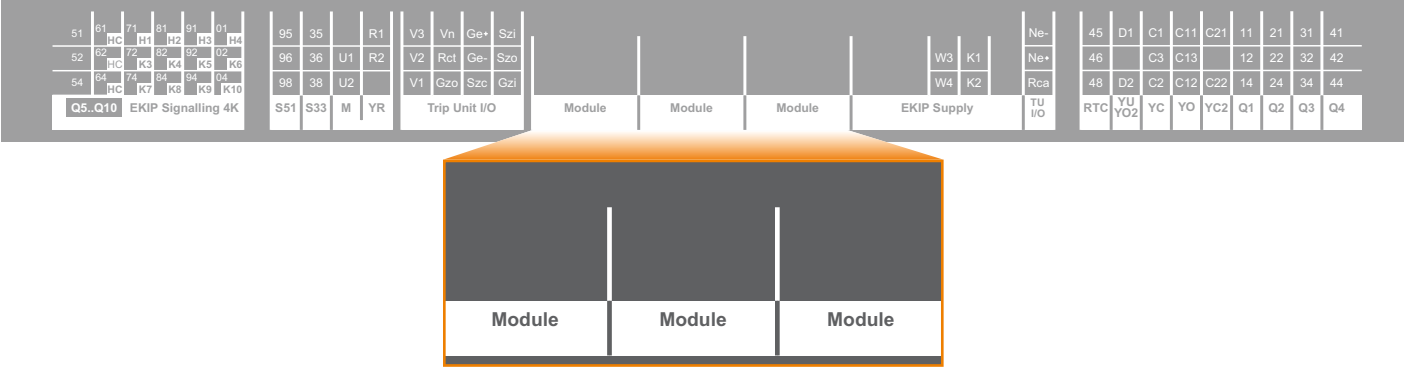 61 71 81 91 01
51 HC H1 H2 H3 H4 95 35 R1 V3 Vn Ge+ Szi Ne- 45 D1 C1 C11 C21 11 21 31 41
62 72 82 92 02
52 HC K3 K4 K5 K6 96 36 U1 R2 V2 Rct Ge- Szo W3 K1 Ne+ 46 C3 C13 12 22 32 42
64 74 84 94 04
54 HC K7 K8 K9 K10 98 38 U2 V1 Gzo Szc Gzi W4 K2 Rca 48 D2 C2 C12 C22 14 24 34 44
Q5..Q10 EKIP Signalling 4K S51 S33 M YR Trip Unit I/O Module Module Module EKIP Supply TU I/O RTC YU YO2 YC YO YC2 Q1 Q2 Q3 Q4
Module Module Module